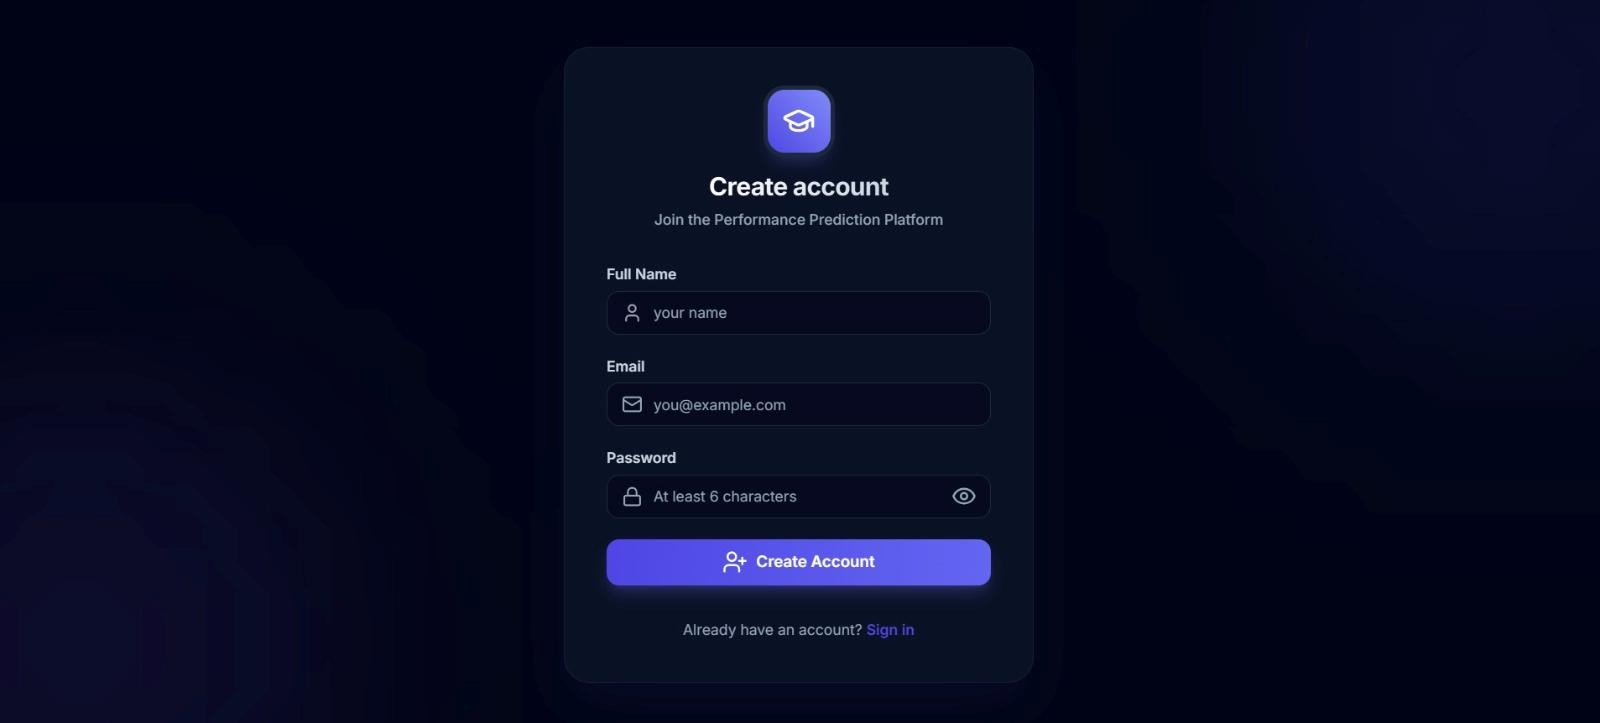 Create account
Join the Performance Prediction Platform
Full Name
your name
Email
you@example.com
Password
At least 6 characters
Create Account
Already have an account? Sign in